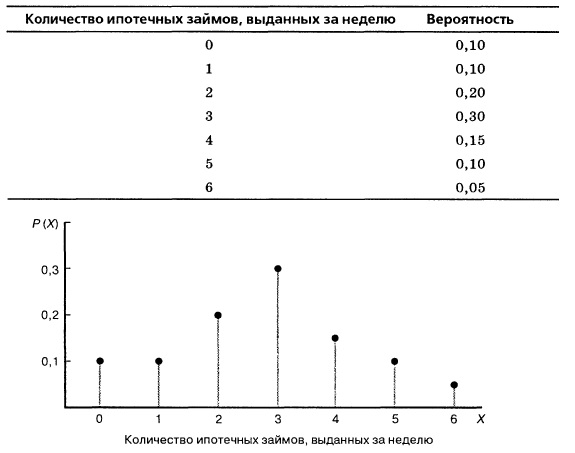 Количество ипотечных займов, выданных за неделю Вероятность
0 0,10
1 0,10
2 0,20
3 0,30
4 0,15
5 0,10
6 0,05
P (X)
0,3
0,2
0,1
0 1 2 3 4 5 6 X
Количество ипотечных займов, выданных за неделю